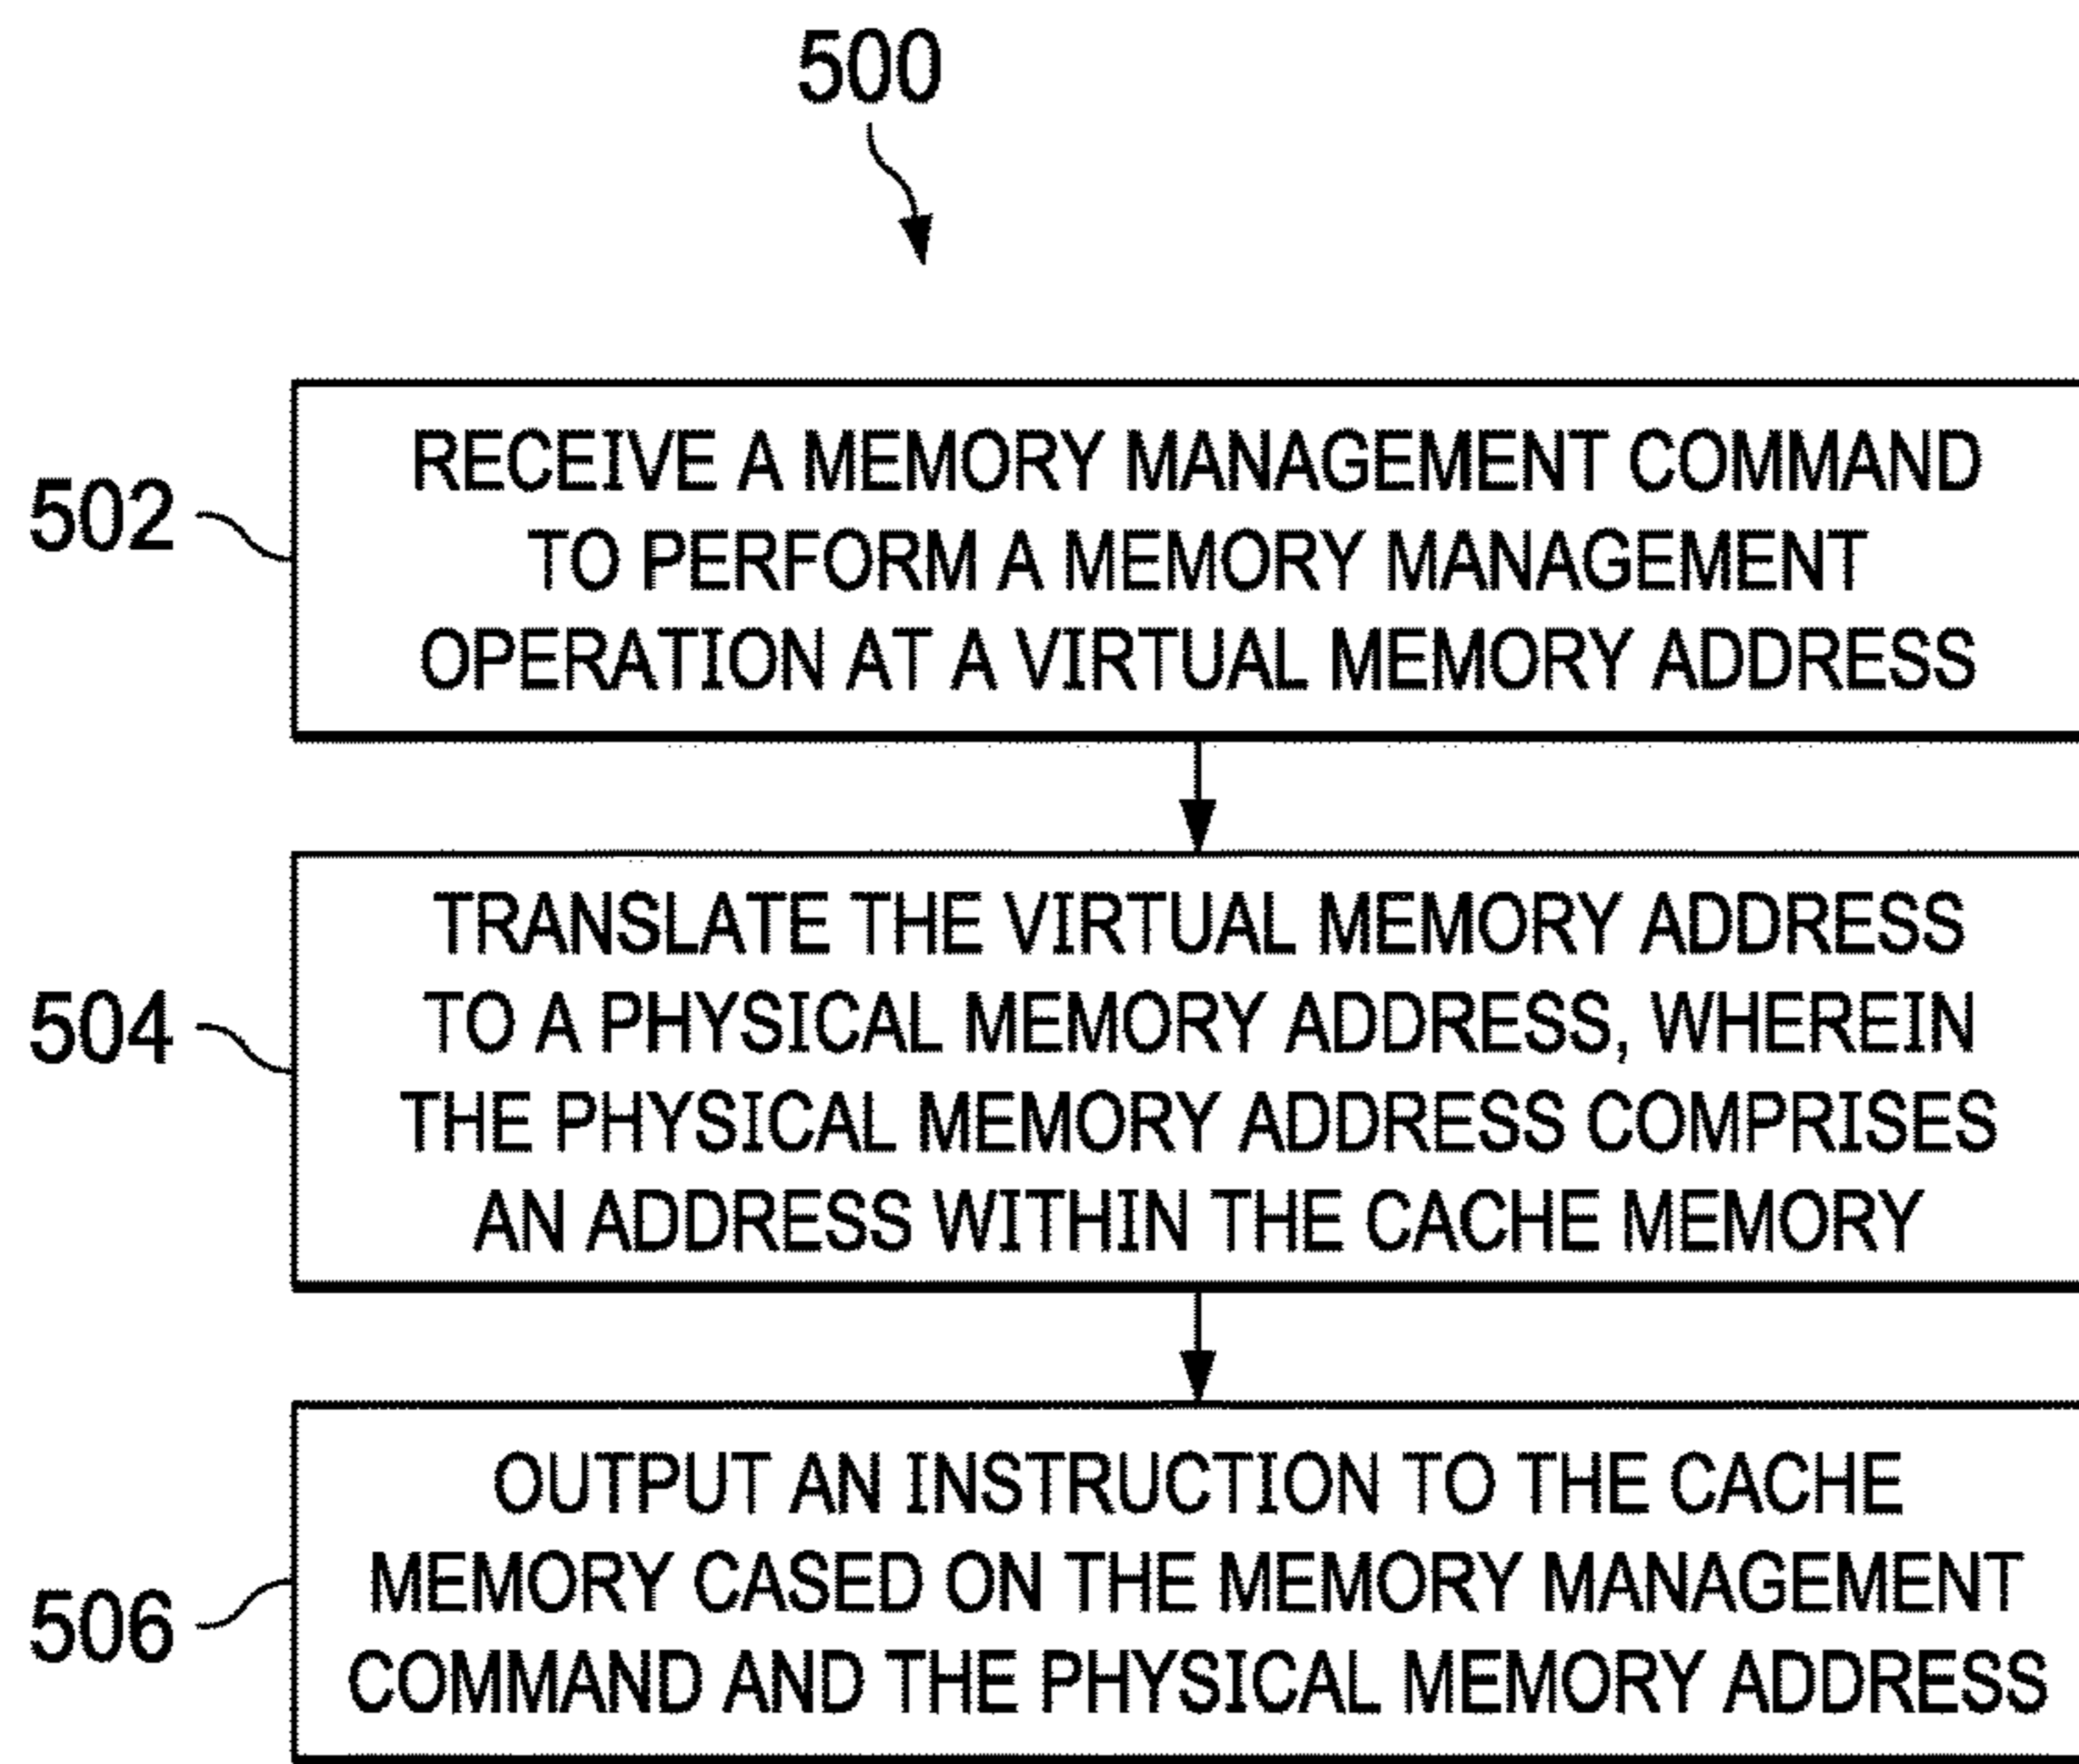 500
502
RECEIVE A MEMORY MANAGEMENT COMMAND
TO PERFORM A MEMORY MANAGEMENT
OPERATION AT A VIRTUAL MEMORY ADDRESS
504
TRANSLATE THE VIRTUAL MEMORY ADDRESS
TO A PHYSICAL MEMORY ADDRESS, WHEREIN
THE PHYSICAL MEMORY ADDRESS COMPRISES
AN ADDRESS WITHIN THE CACHE MEMORY
506
OUTPUT AN INSTRUCTION TO THE CACHE
MEMORY CASED ON THE MEMORY MANAGEMENT
COMMAND AND THE PHYSICAL MEMORY ADDRESS